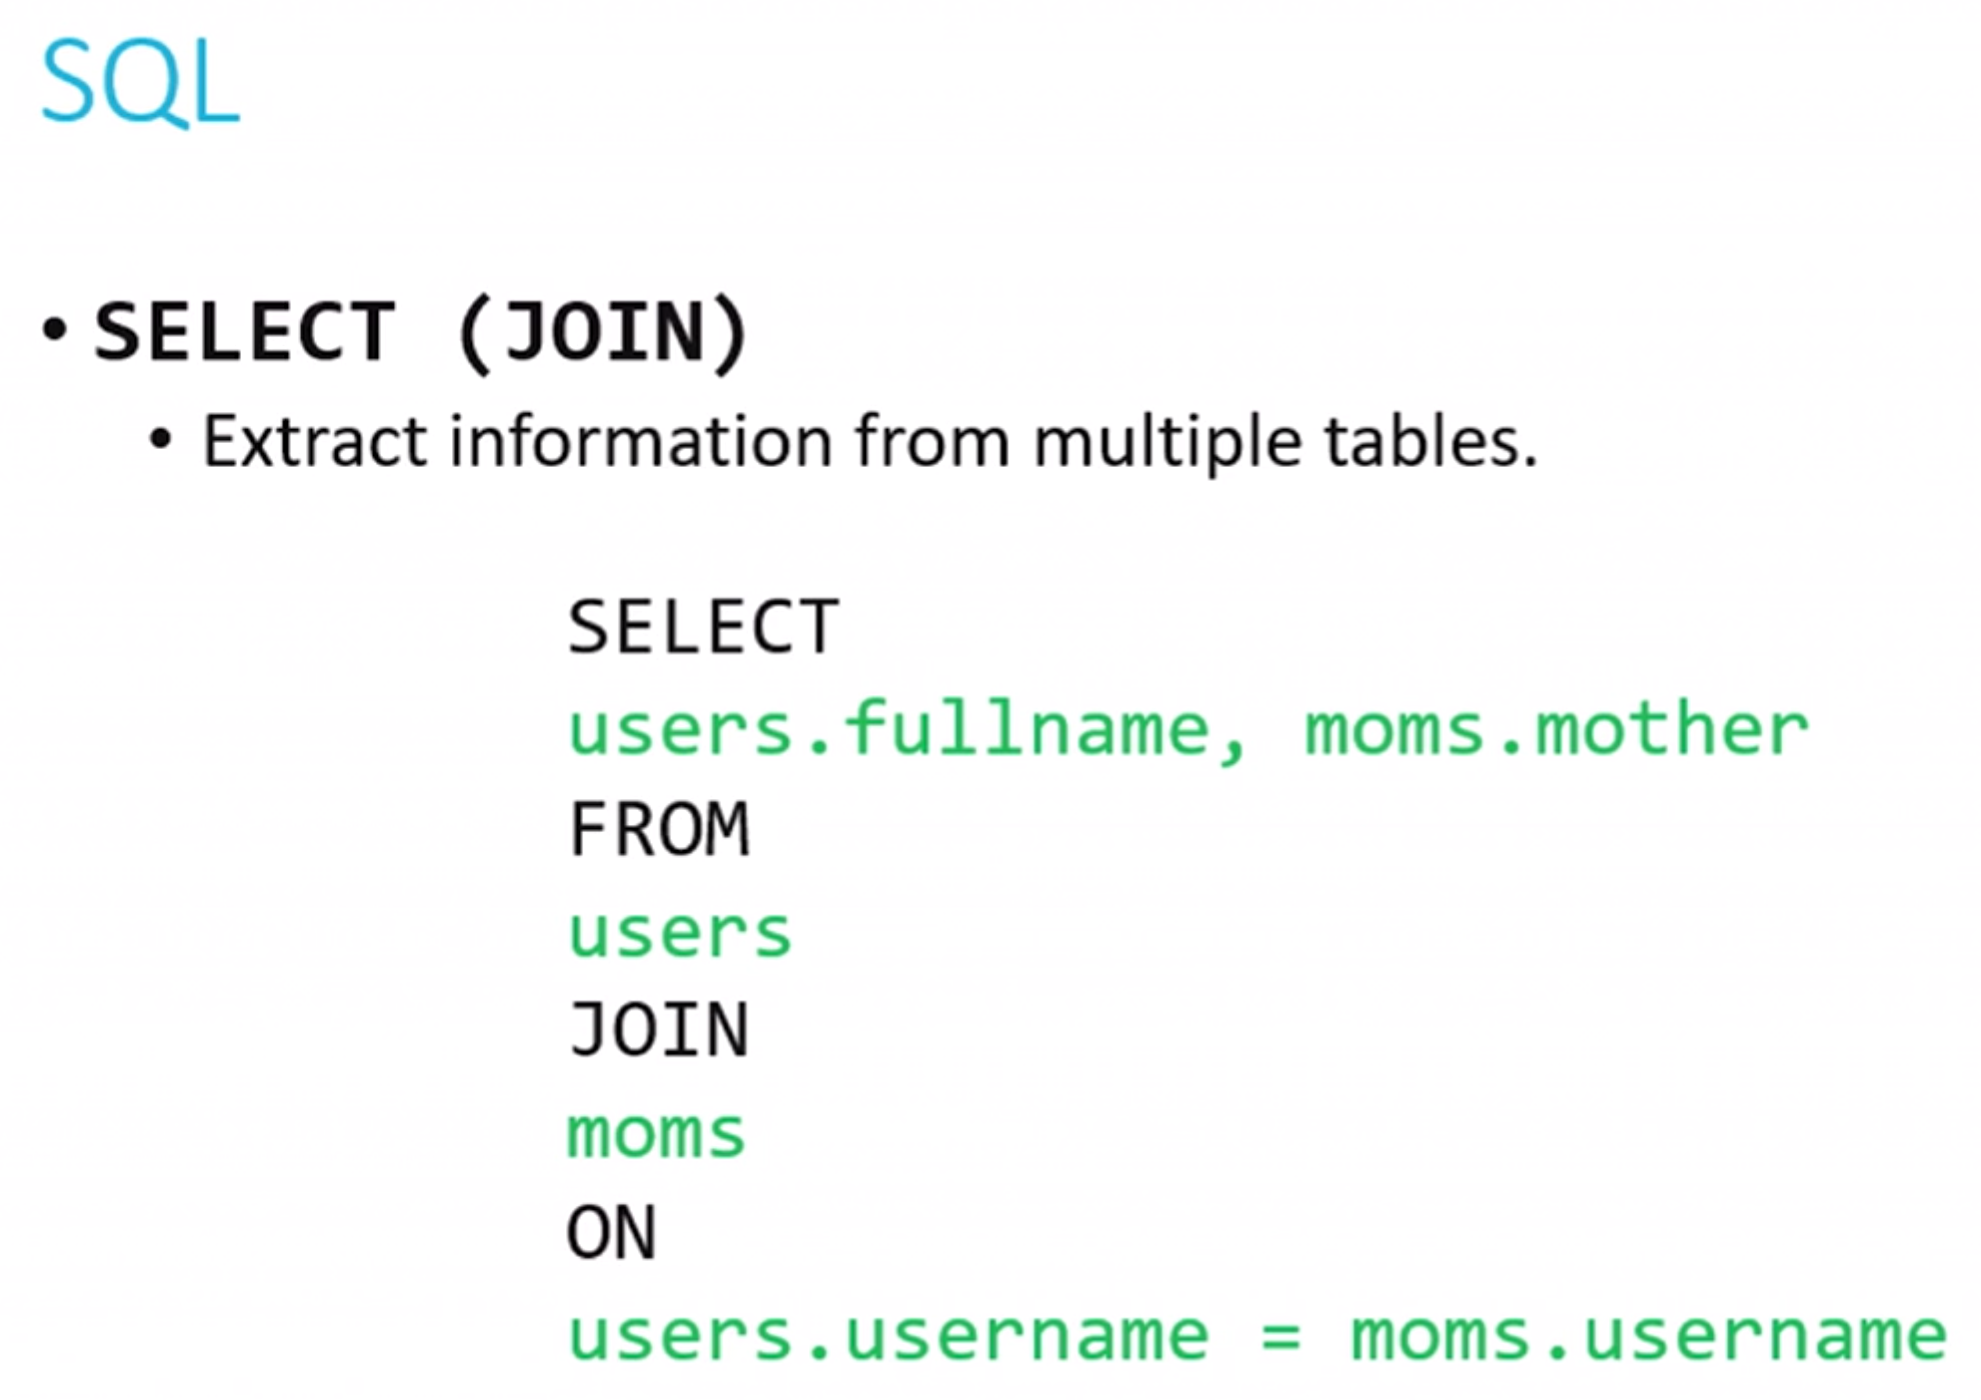 SQL
• SELECT (JOIN)
• Extract information from multiple tables.
SELECT
users.fullname, moms.mother
FROM
users
JOIN
moms
ON
users.username = moms.username